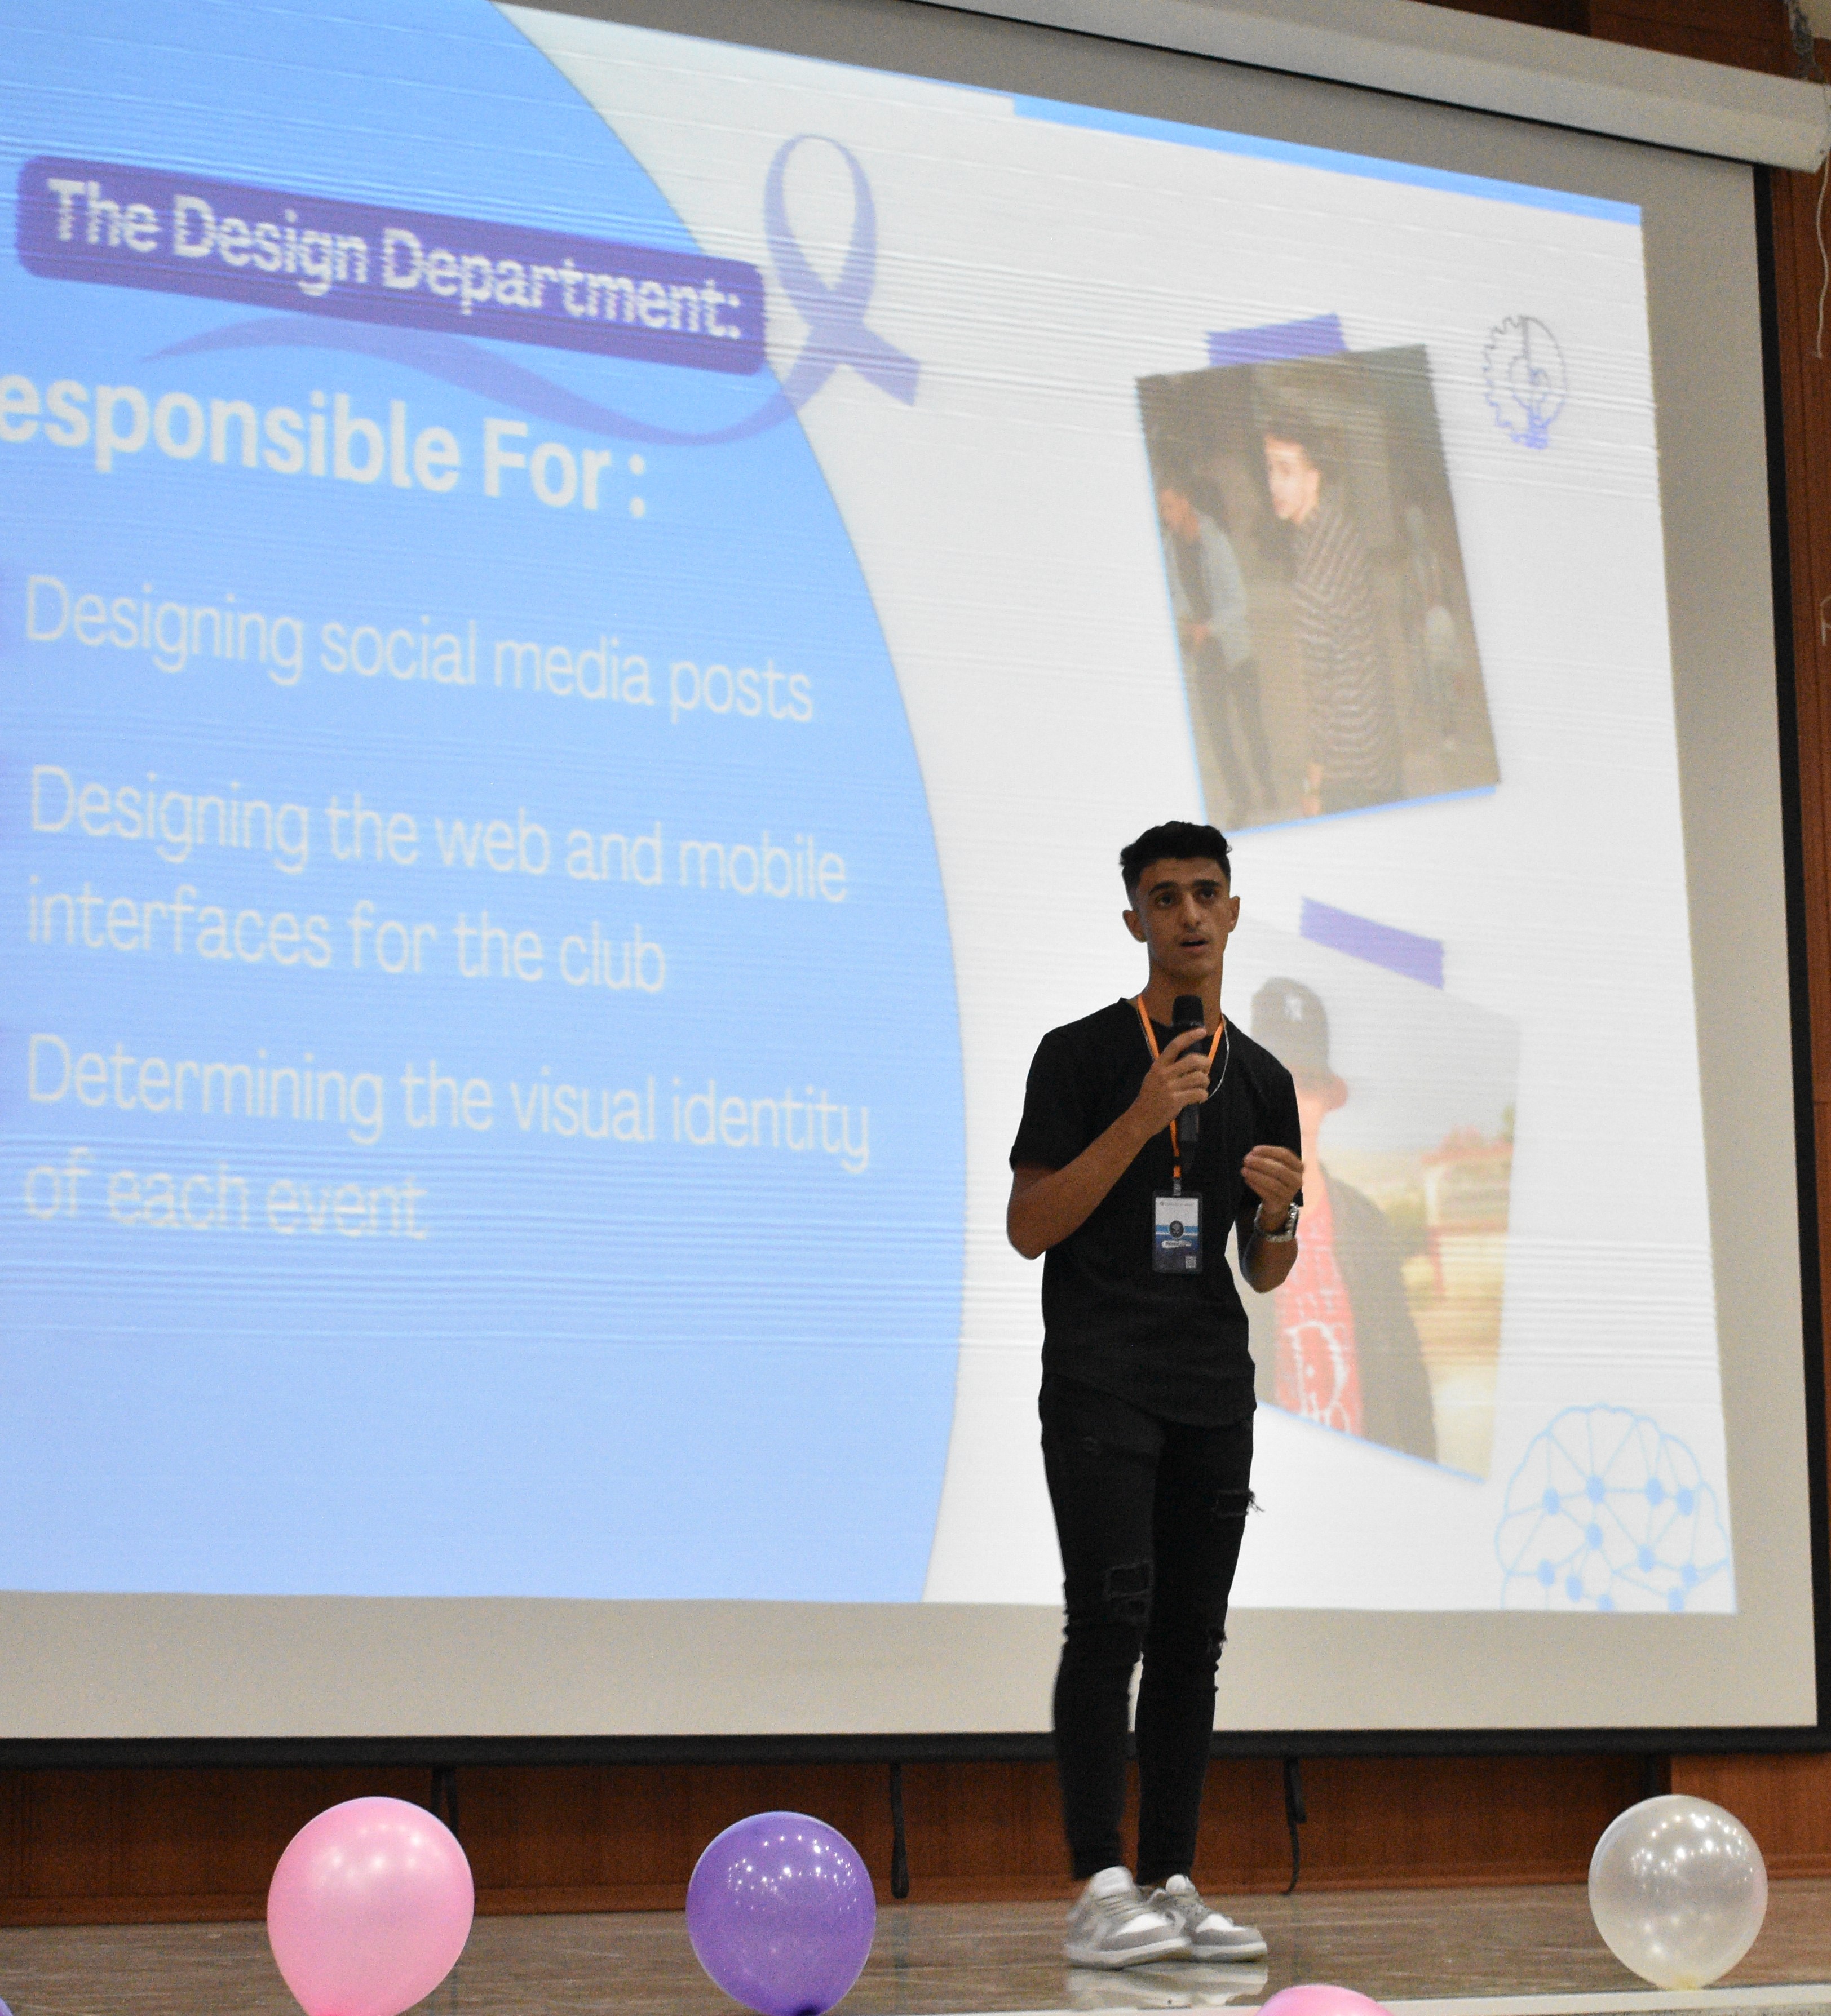 The Design Department:
esponsible For :
Designing social media posts
Designing the web and mobile
interfaces for the club
Determining the visual identity
of each event